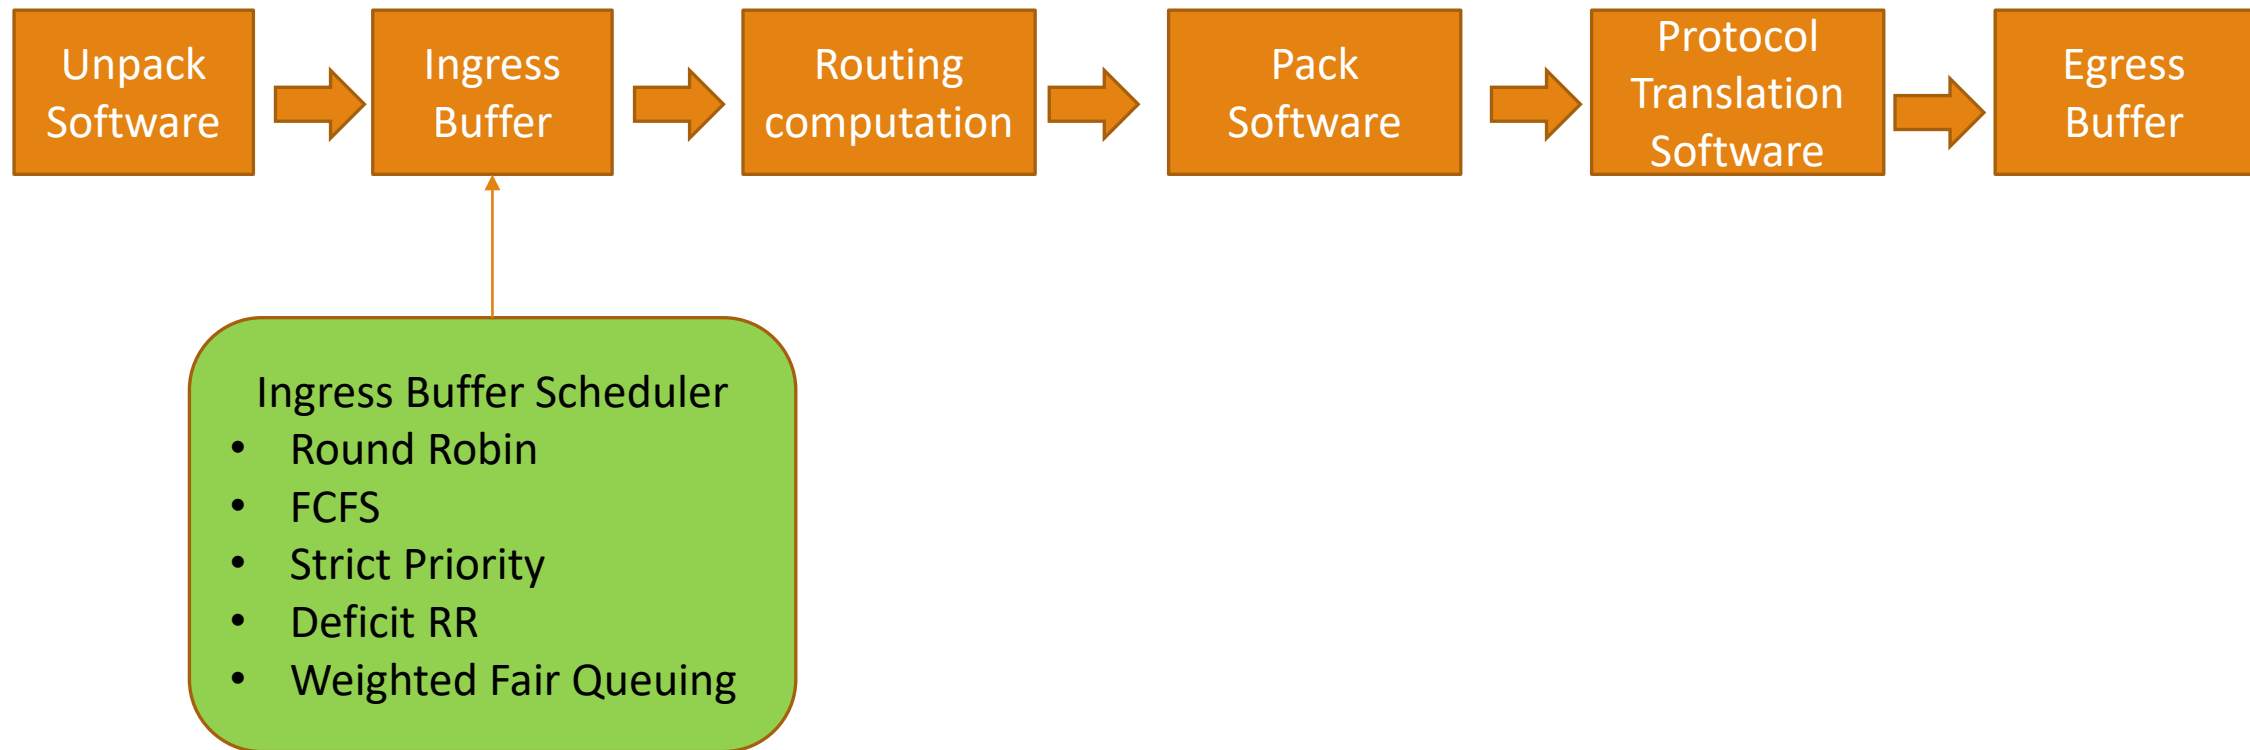 Unpack
Software
Ingress
Buffer
Routing
computation
Pack
Software
Protocol
Translation
Software
Egress
Buffer
Ingress Buffer Scheduler
• Round Robin
• FCFS
• Strict Priority
• Deficit RR
• Weighted Fair Queuing